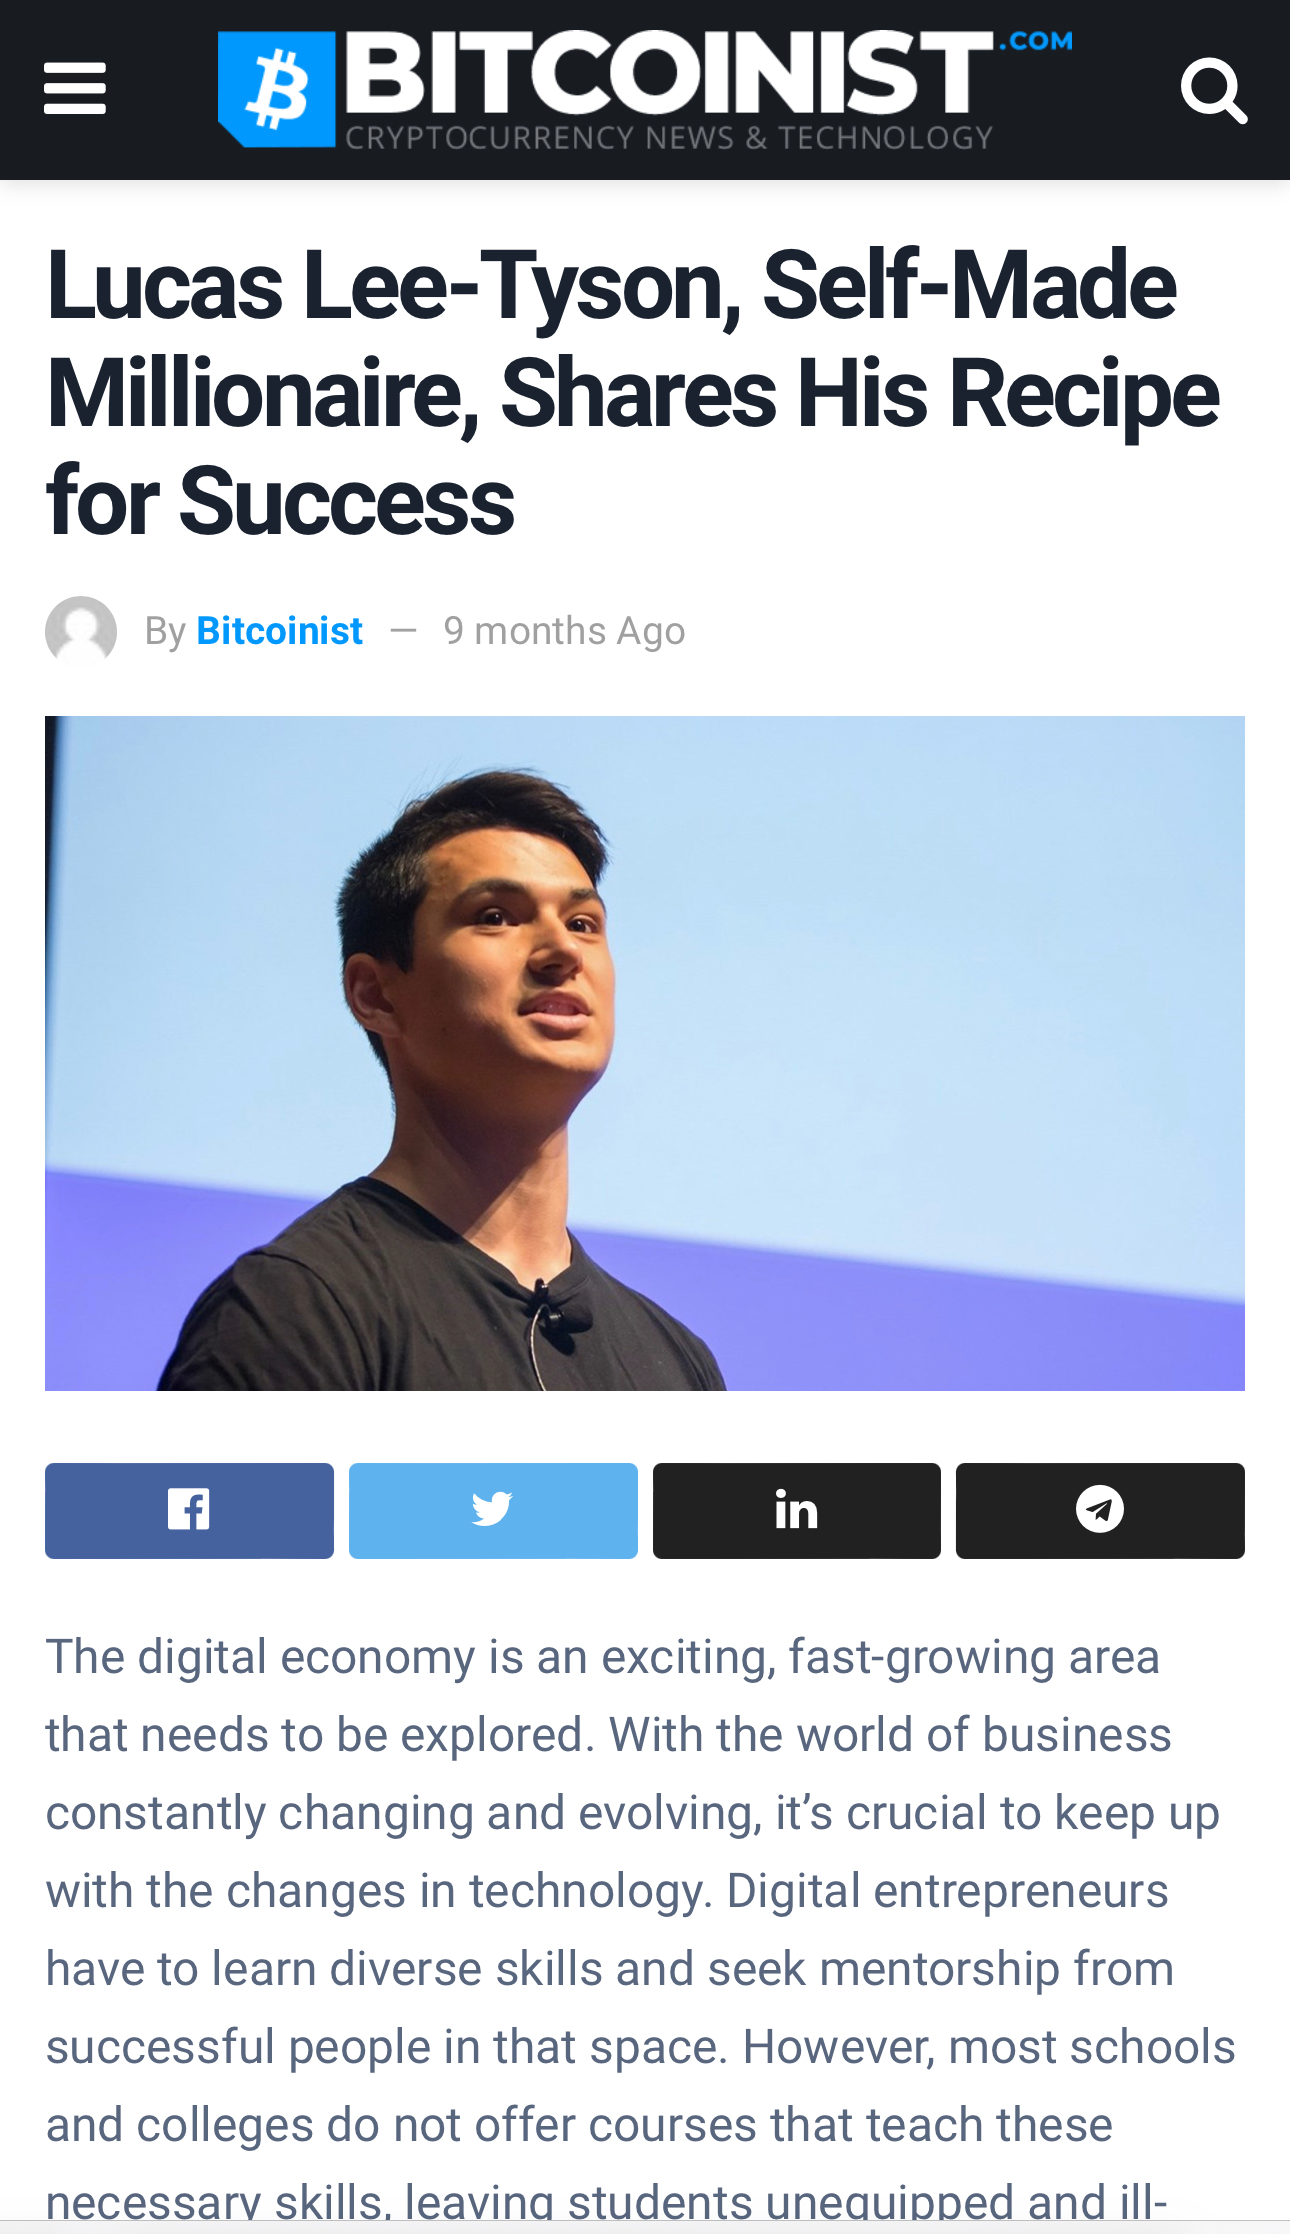 BITCOINIST.COM
CRYPTOCURRENCY NEWS & TECHNOLOGY
Lucas Lee-Tyson, Self-Made
Millionaire, Shares His Recipe
for Success
By Bitcoinist — 9 months Ago
The digital economy is an exciting, fast-growing area
that needs to be explored. With the world of business
constantly changing and evolving, it’s crucial to keep up
with the changes in technology. Digital entrepreneurs
have to learn diverse skills and seek mentorship from
successful people in that space. However, most schools
and colleges do not offer courses that teach these
necessary skills, leaving students unequipped and ill-